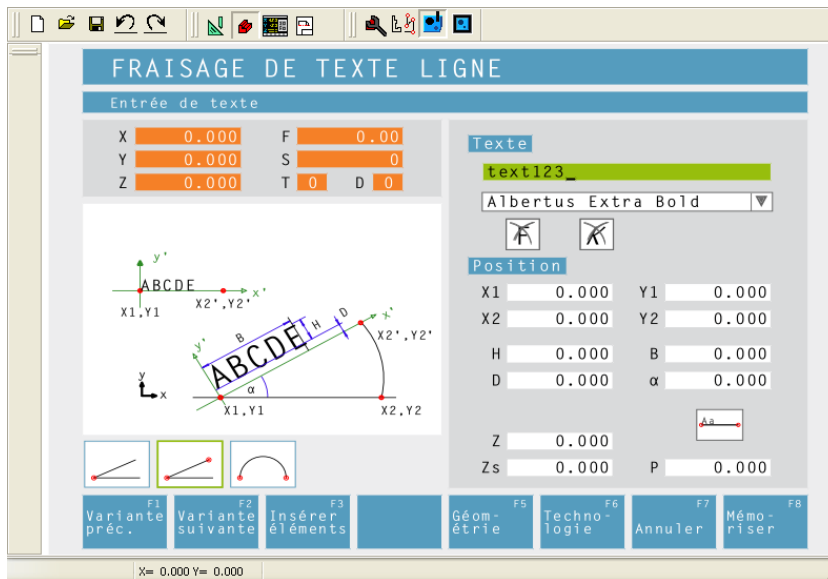 FRAISAGE DE TEXTE LIGNE
Entrée de texte
X 0.000 F 0.00
Y 0.000 S 0
Z 0.000 T 0 D 0
y'
ABCDE
x'
X1,Y1 X2',Y2'
B H D x'
X2',Y2'
y'
ABCDE
α
y
x
X1,Y1 X2,Y2
Texte
text123_
Albertus Extra Bold
F K
Position
X1 0.000 Y1 0.000
X2 0.000 Y2 0.000
H 0.000 B 0.000
D 0.000 α 0.000
Aa
Z 0.000
Zs 0.000 P 0.000
F1
Variante
préc.
F2
Variante
suivante
F3
Insérer
éléments
F5
Géom-
étrie
F6
Techno-
logie
F7
Annuler
F8
Mémo-
riser
X= 0.000 Y= 0.000